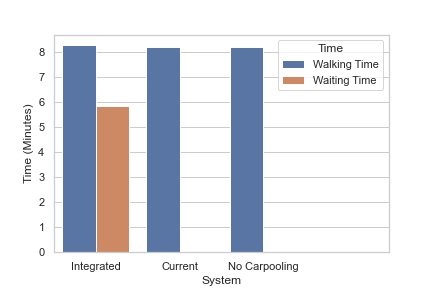 Time
Walking Time
Waiting Time
8
7
6
5
4
3
2
1
0
Time (Minutes)
Integrated
Current
No Carpooling
System